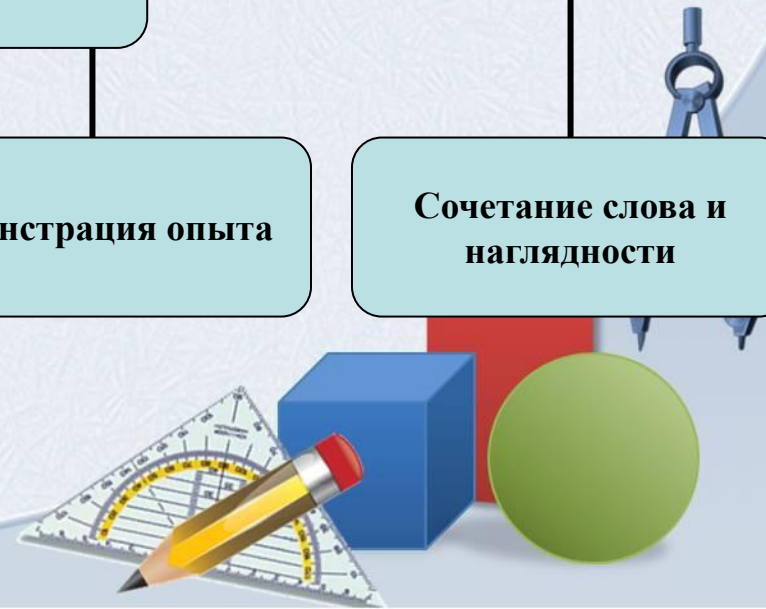 нстрация опыта
Сочетание слова и
наглядности